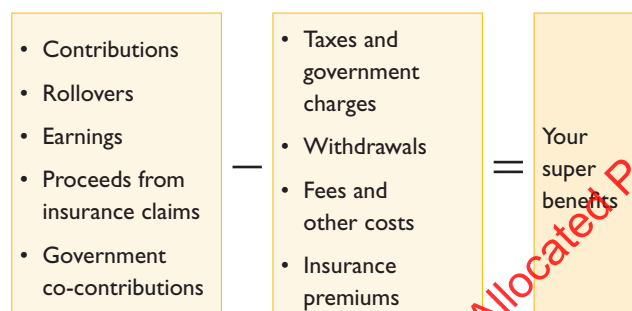 • Contributions
• Rollovers
• Earnings
• Proceeds from
insurance claims
• Government
co-contributions
—
• Taxes and
government
charges
• Withdrawals
• Fees and
other costs
• Insurance
premiums
=
Your
super
benefits
Allocated P